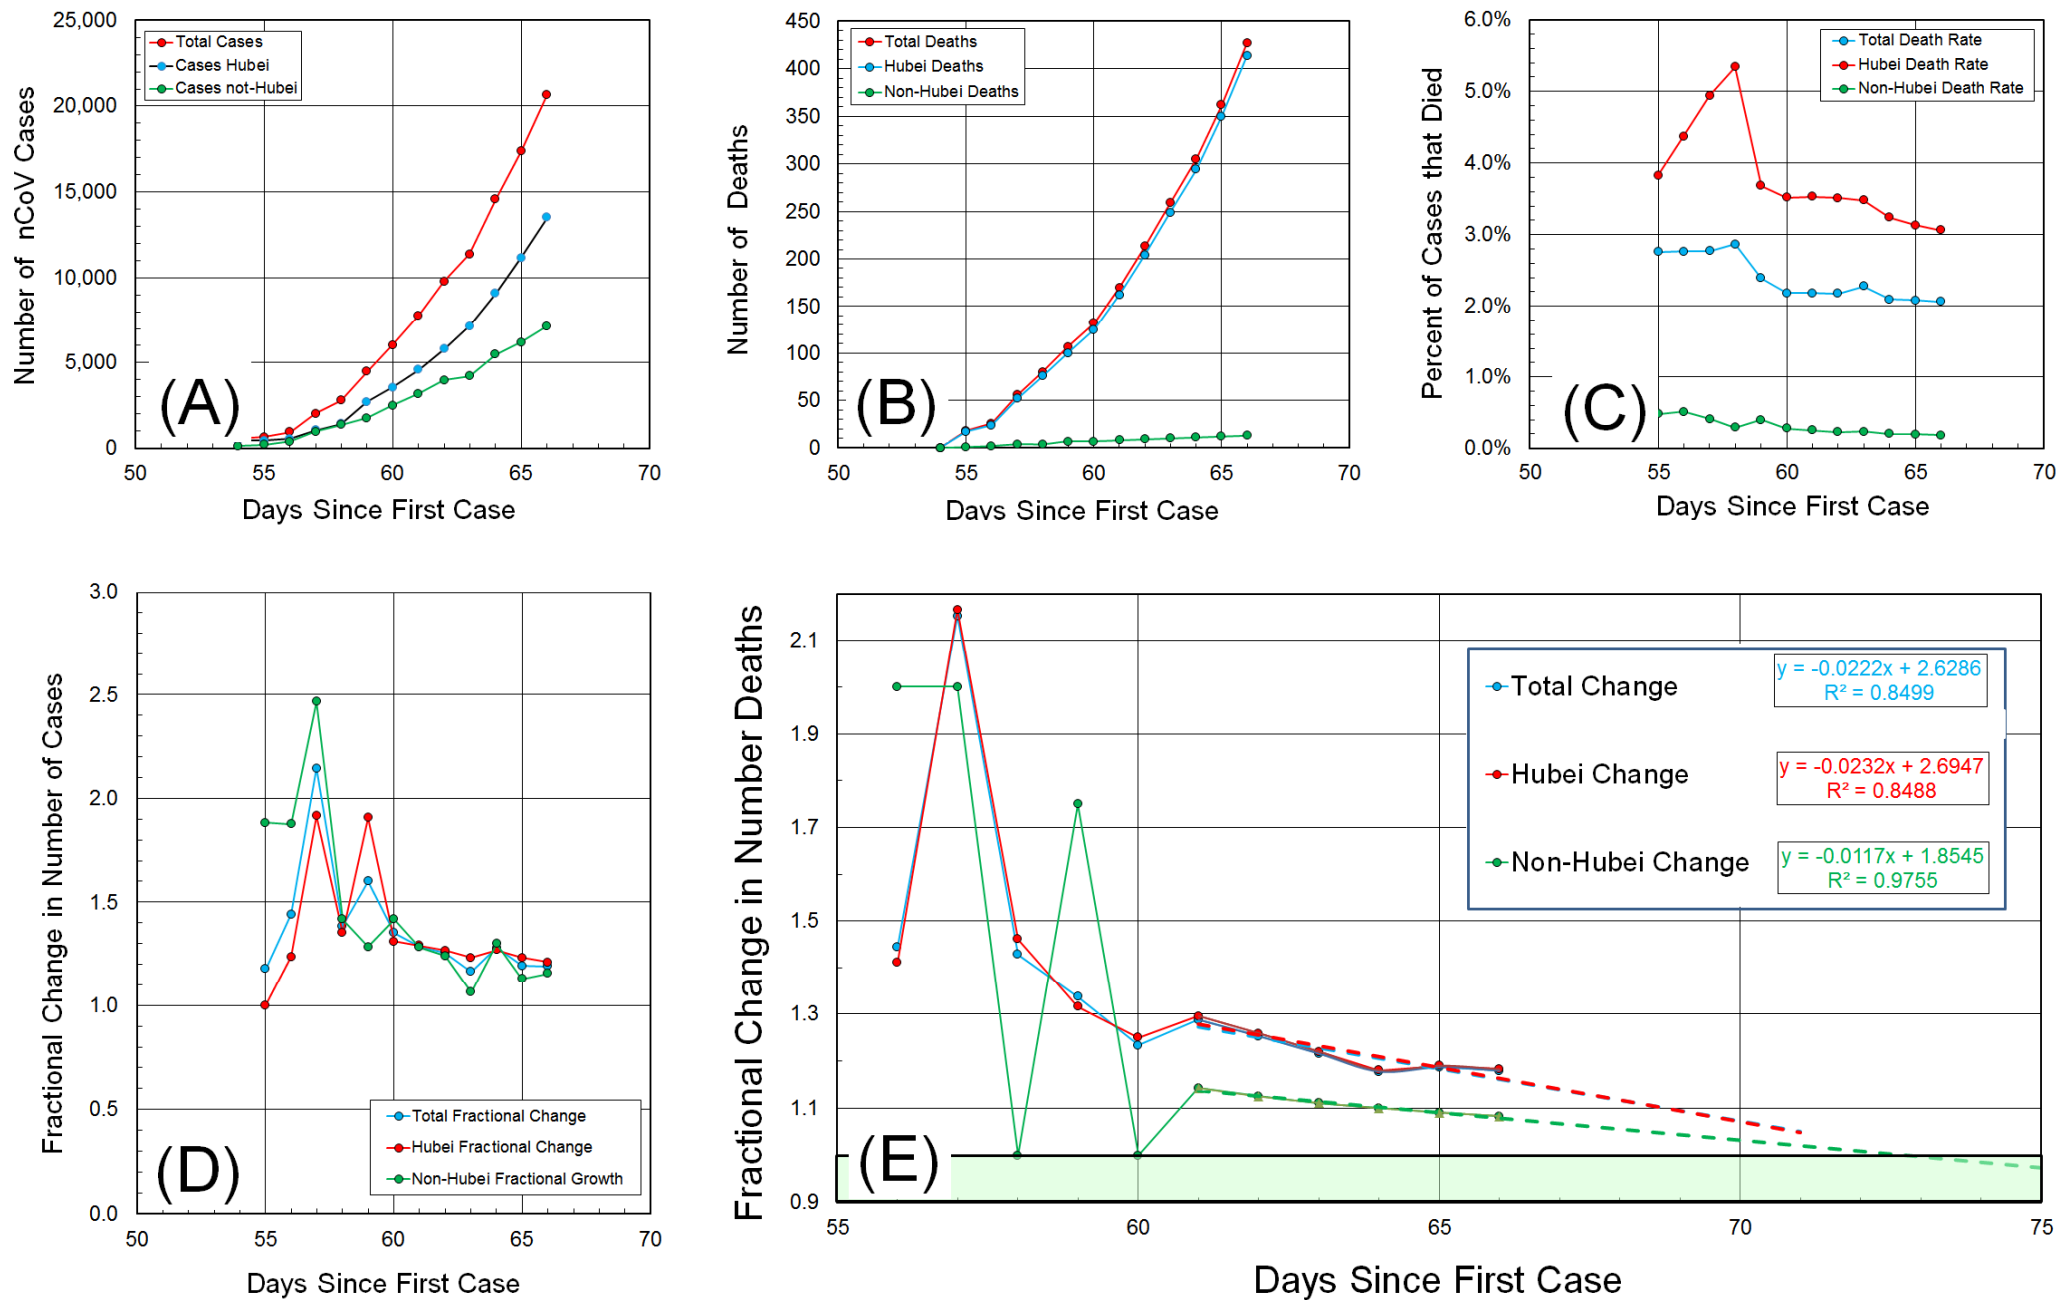 Number of nCoV Cases
25,000
20,000
15,000
10,000
5,000
0
Total Cases
Cases Hubei
Cases not-Hubei
(A)
50
55
60
65
70
Days Since First Case
Number of Deaths
450
400
350
300
250
200
150
100
50
0
Total Deaths
Hubei Deaths
Non-Hubei Deaths
(B)
50
55
60
65
70
Days Since First Case
Percent of Cases that Died
6.0%
5.0%
4.0%
3.0%
2.0%
1.0%
0.0%
Total Death Rate
Hubei Death Rate
Non-Hubei Death Rate
(C)
50
55
60
65
70
Days Since First Case
Fractional Change in Number of Cases
3.0
2.5
2.0
1.5
1.0
0.5
0.0
Total Fractional Change
Hubei Fractional Change
Non-Hubei Fractional Growth
(D)
50
55
60
65
70
Days Since First Case
Fractional Change in Number Deaths
2.1
1.9
1.7
1.5
1.3
1.1
0.9
Total Change
y = -0.0222x + 2.6286
R² = 0.8499
Hubei Change
y = -0.0232x + 2.6947
R² = 0.8488
Non-Hubei Change
y = -0.0117x + 1.8545
R² = 0.9755
(E)
55
60
65
70
75
Days Since First Case